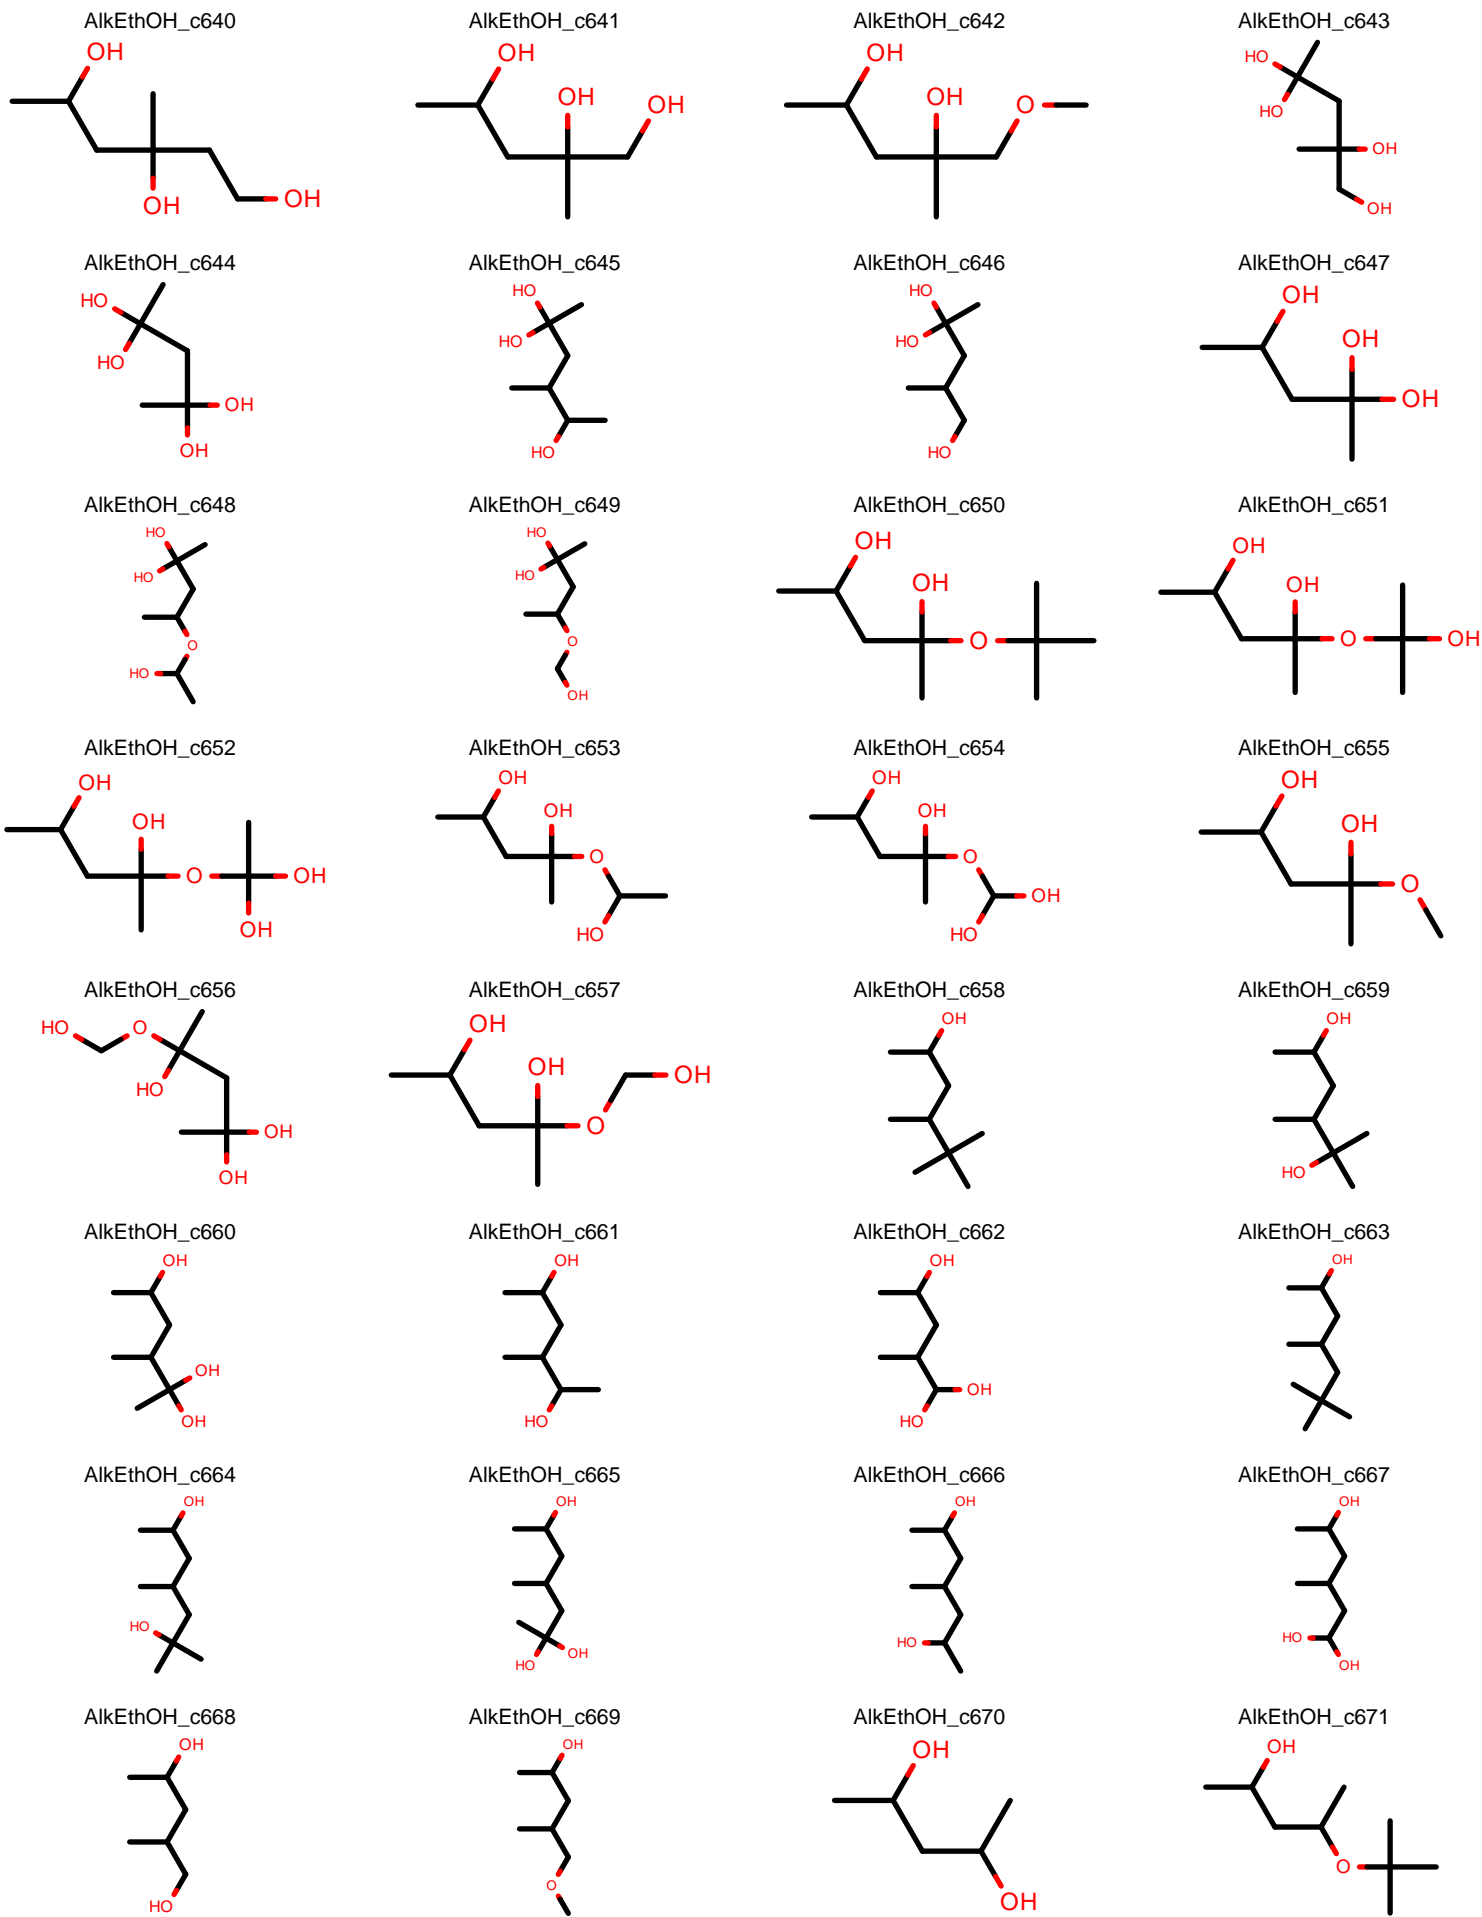 AlkEthOH_c640 AlkEthOH_c641 AlkEthOH_c642 AlkEthOH_c643
OH OH OH HO
OH OH OH O HO OH
OH OH OH
AlkEthOH_c644 AlkEthOH_c645 AlkEthOH_c646 AlkEthOH_c647
HO HO HO OH
HO HO HO OH
OH OH
OH HO HO
AlkEthOH_c648 AlkEthOH_c649 AlkEthOH_c650 AlkEthOH_c651
HO HO OH OH
HO HO OH OH
O O O O OH
HO OH
AlkEthOH_c652 AlkEthOH_c653 AlkEthOH_c654 AlkEthOH_c655
OH OH OH OH
OH OH OH OH
O OH O O OH O
OH HO HO
AlkEthOH_c656 AlkEthOH_c657 AlkEthOH_c658 AlkEthOH_c659
HO O OH OH OH
HO OH OH
OH O
OH HO
AlkEthOH_c660 AlkEthOH_c661 AlkEthOH_c662 AlkEthOH_c663
OH OH OH OH
OH OH
OH HO HO
AlkEthOH_c664 AlkEthOH_c665 AlkEthOH_c666 AlkEthOH_c667
OH OH OH OH
HO OH HO HO
HO OH
AlkEthOH_c668 AlkEthOH_c669 AlkEthOH_c670 AlkEthOH_c671
OH OH OH OH
O O
HO OH